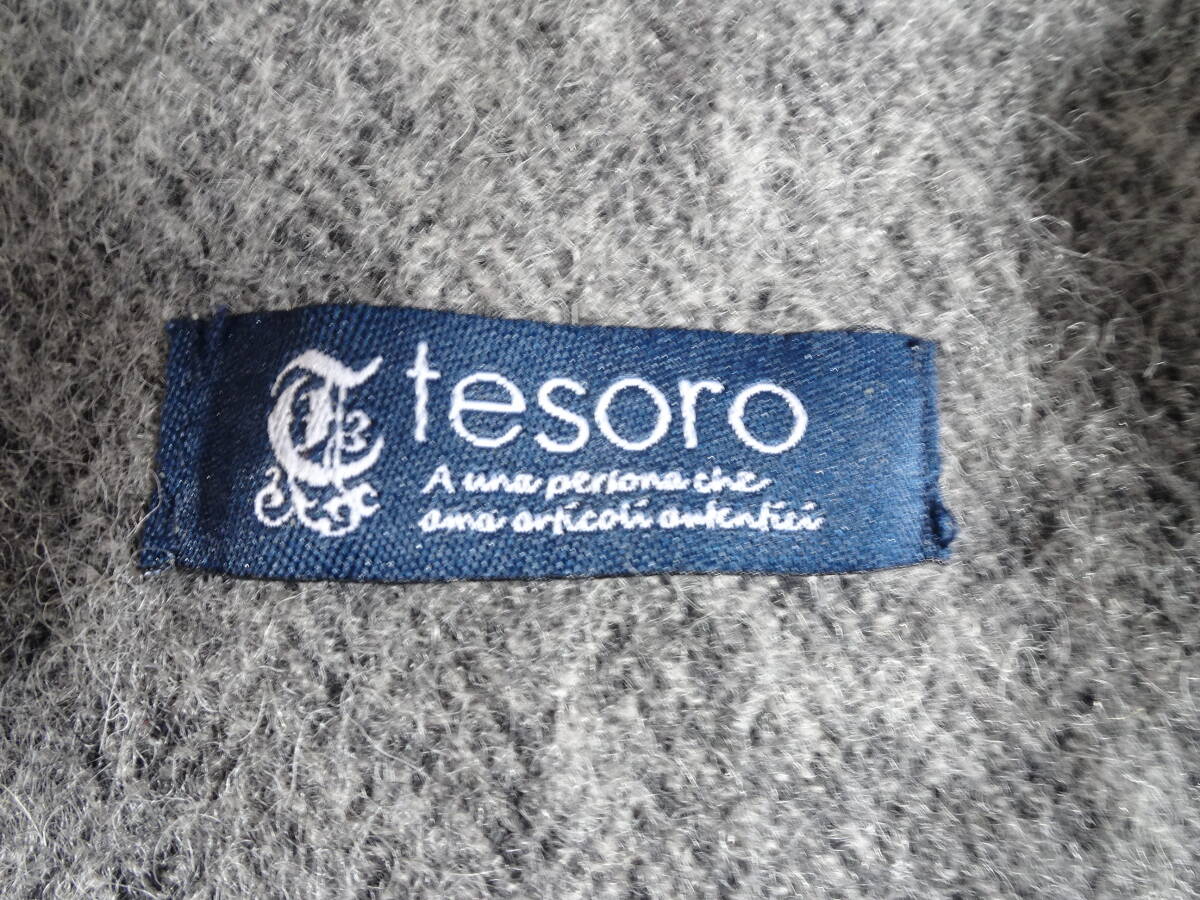 T tesoro
A una persona che
ama articoli autentici